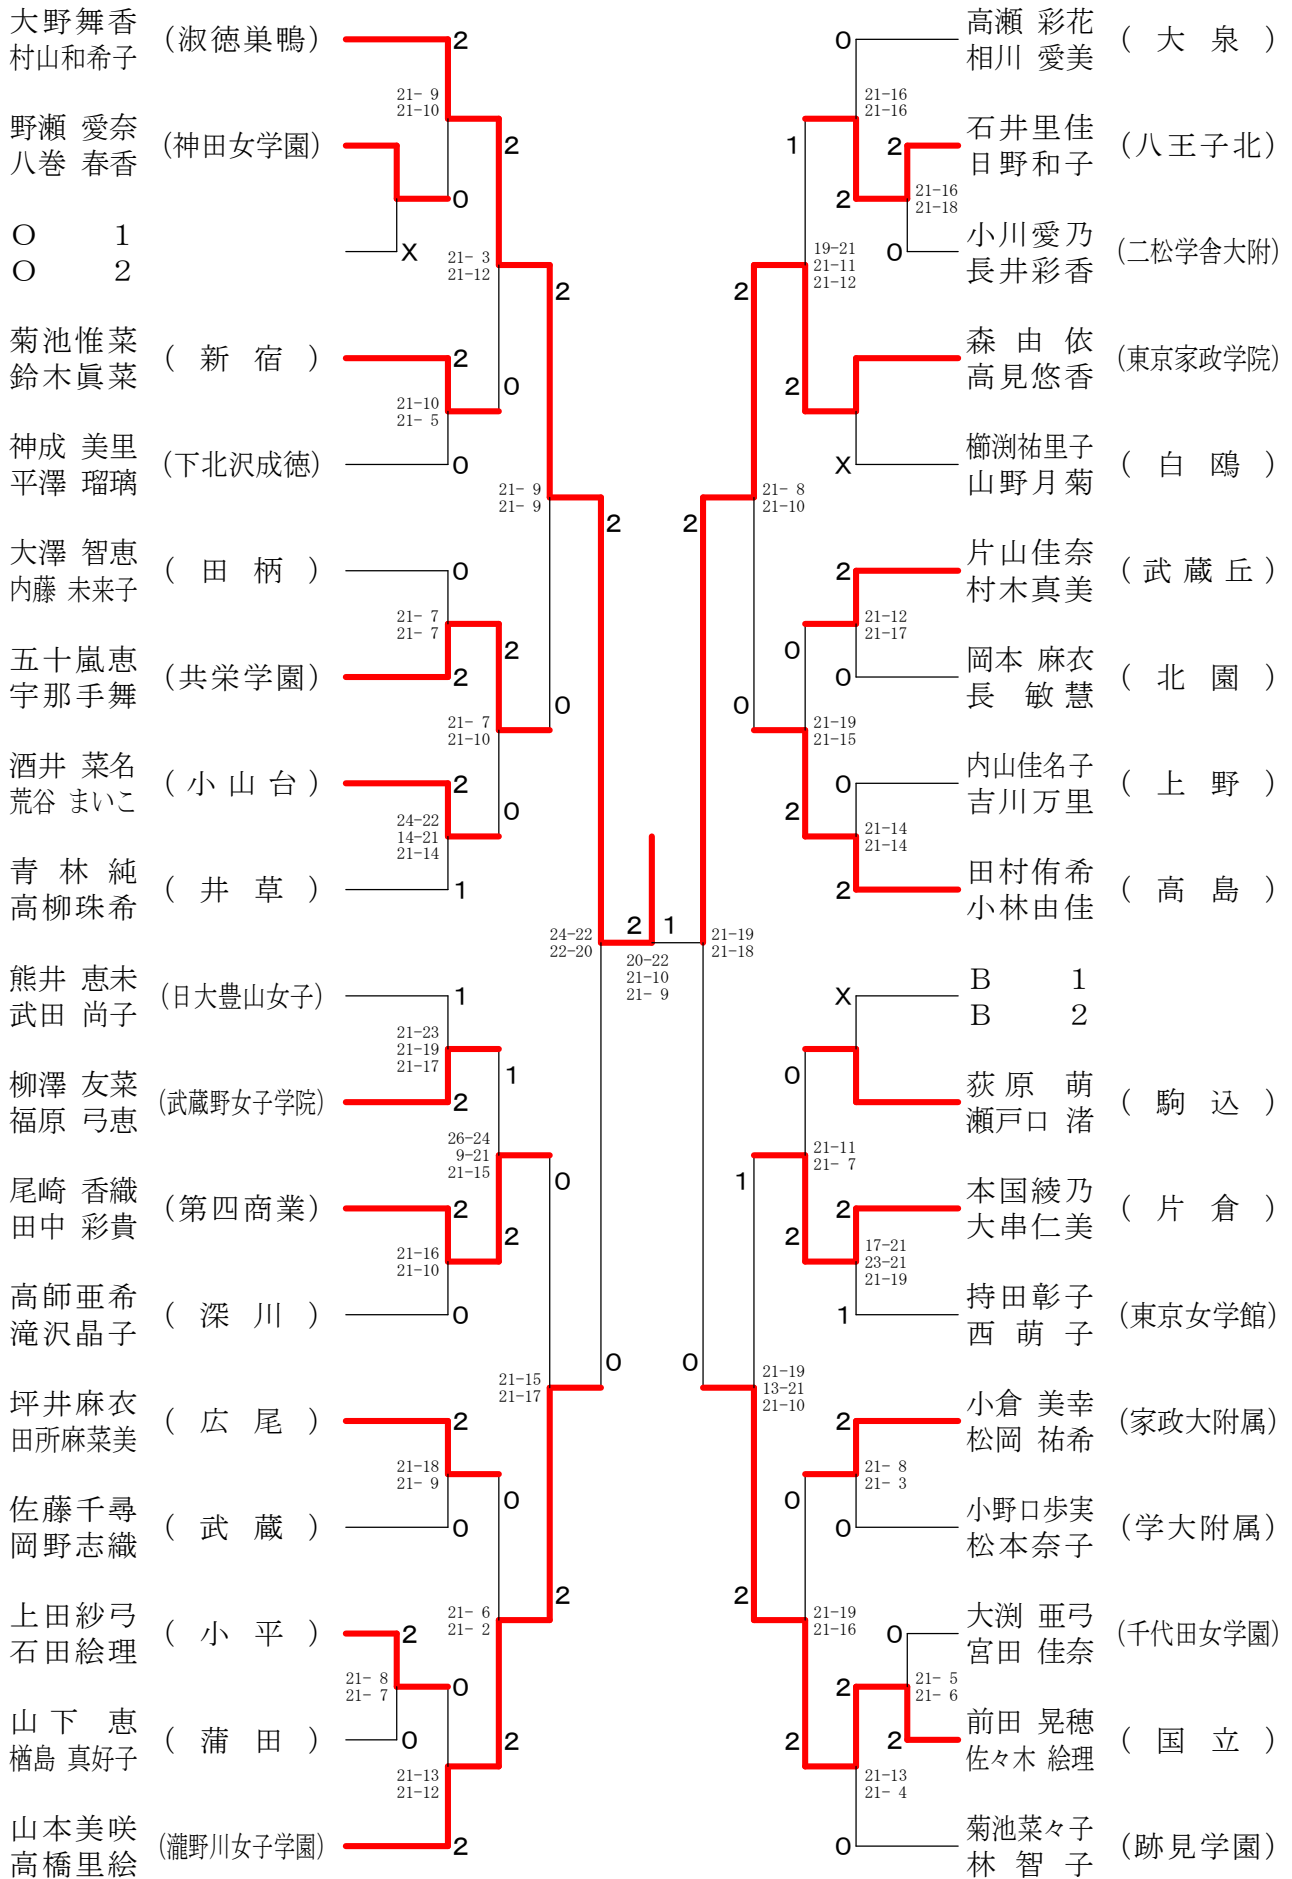 大野舞香
村山和希子
(淑徳巣鴨)
2
21- 9
21-10
野瀬 愛奈
八巻 春香
(神田女学園)
0
2
O 1
O 2
X
21- 3
21-12
2
菊池惟菜
鈴木眞菜
( 新 宿 )
2
0
21-10
21- 5
神成 美里
平澤 瑠璃
(下北沢成徳)
0
21- 9
21- 9
2
大澤 智恵
内藤 未来子
( 田 柄 )
0
21- 7
21- 7
2
五十嵐恵
宇那手舞
(共栄学園)
2
0
21- 7
21-10
酒井 菜名
荒谷 まいこ
( 小 山 台 )
2
0
24-22
14-21
21-14
青 林 純
高柳珠希
( 井 草 )
1
24-22
22-20
2 1
20-22
21-10
21- 9
熊井 恵未
武田 尚子
(日大豊山女子)
1
21-23
21-19
21-17
1
柳澤 友菜
福原 弓恵
(武蔵野女子学院)
2
26-24
9-21
21-15
0
尾崎 香織
田中 彩貴
(第四商業)
2
2
21-16
21-10
高師亜希
滝沢晶子
( 深 川 )
0
0
21-15
21-17
坪井麻衣
田所麻菜美
( 広 尾 )
2
21-18
21- 9
0
佐藤千尋
岡野志織
( 武 蔵 )
0
2
21- 6
21- 2
上田紗弓
石田絵理
( 小 平 )
2
21- 8
21- 7
0
山 下 恵
楢島 真好子
( 蒲 田 )
0
2
21-13
21-12
山本美咲
高橋里絵
(瀧野川女子学園)
2
0
高瀬 彩花
相川 愛美
( 大 泉 )
21-16
21-16
1
2
石井里佳
日野和子
(八王子北)
2
21-16
21-18
0
小川愛乃
長井彩香
(二松学舎大附)
19-21
21-11
21-12
2
森 由 依
高見悠香
(東京家政学院)
2
X
櫛渕祐里子
山野月菊
( 白 鴎 )
21- 8
21-10
2
2
片山佳奈
村木真美
( 武 蔵 丘 )
21-12
21-17
0
0
岡本 麻衣
長 敏 慧
( 北 園 )
0
21-19
21-15
0
内山佳名子
吉川万里
( 上 野 )
2
21-14
21-14
2
田村侑希
小林由佳
( 高 島 )
21-19
21-18
X
B 1
B 2
0
荻 原 萌
瀬戸口 渚
( 駒 込 )
21-11
21- 7
1
2
本国綾乃
大串仁美
( 片 倉 )
2
17-21
23-21
21-19
1
持田彰子
西 萌 子
(東京女学館)
0
21-19
13-21
21-10
2
小倉 美幸
松岡 祐希
(家政大附属)
21- 8
21- 3
0
0
小野口歩実
松本奈子
(学大附属)
2
21-19
21-16
0
大渕 亜弓
宮田 佳奈
(千代田女学園)
21- 5
21- 6
2
2
前田 晃穂
佐々木 絵理
( 国 立 )
2
21-13
21- 4
0
菊池菜々子
林 智 子
(跡見学園)